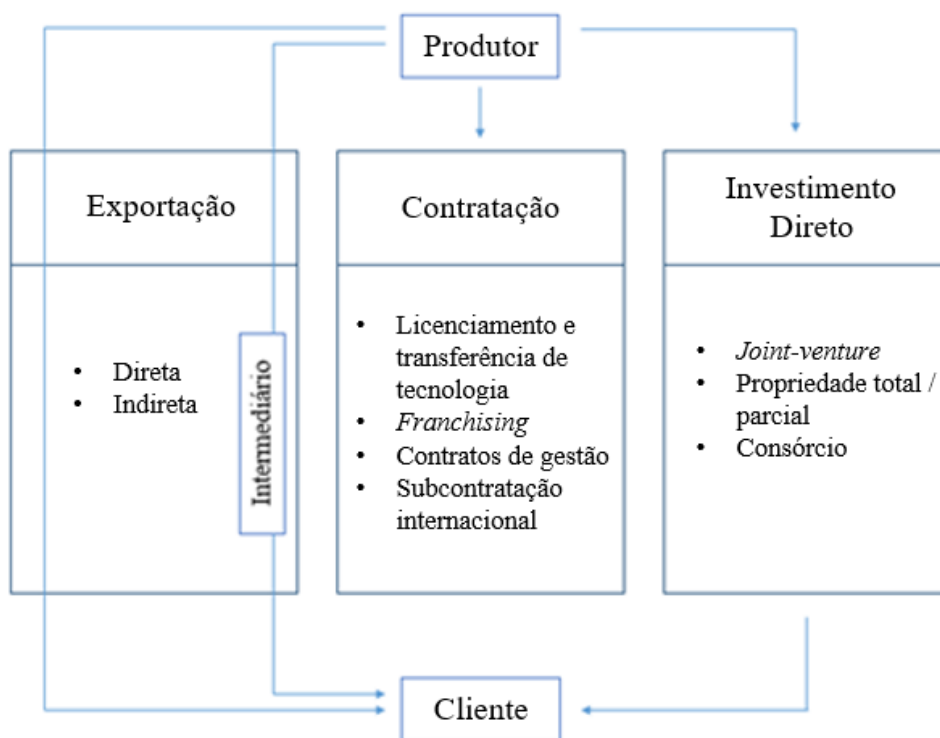 Produtor
Exportação
• Direta
• Indireta
Intermediário
Contratação
• Licenciamento e
transferência de
tecnologia
• Franchising
• Contratos de gestão
• Subcontratação
internacional
Investimento
Direto
• Joint-venture
• Propriedade total /
parcial
• Consórcio
Cliente